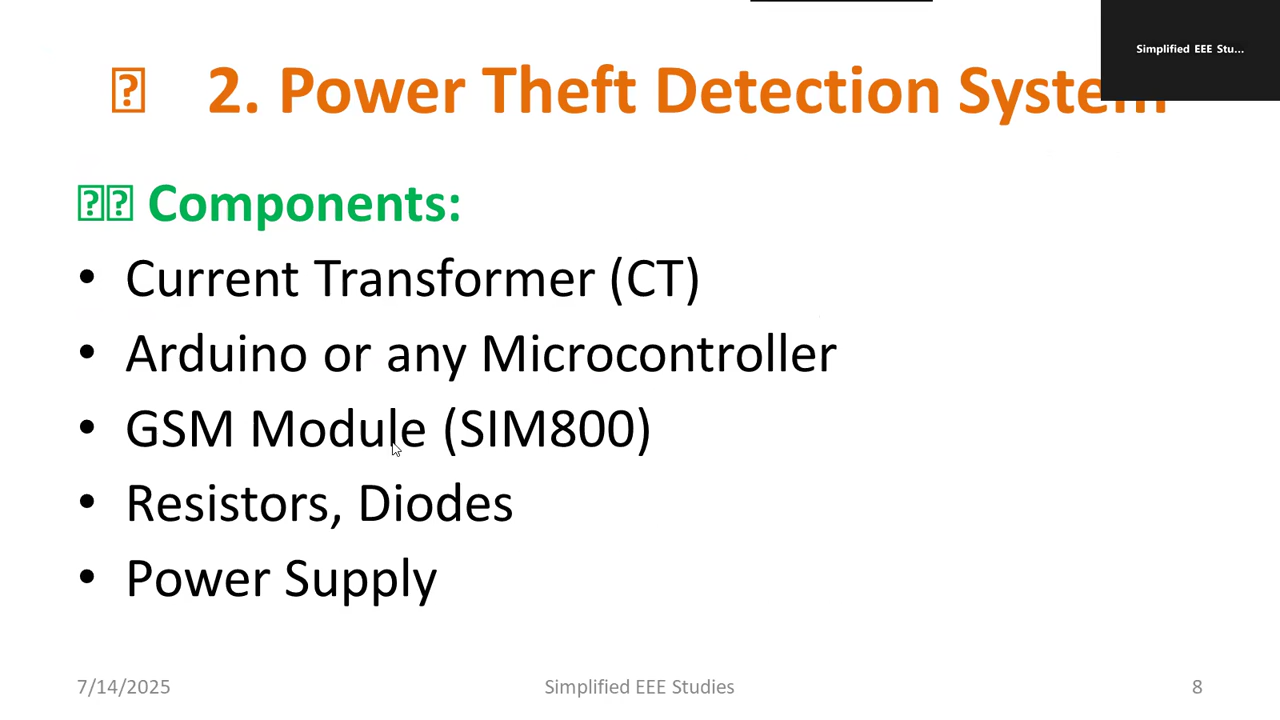 Simplified EEE Stu...
2. Power Theft Detection System
Components:
• Current Transformer (CT)
• Arduino or any Microcontroller
• GSM Module (SIM800)
• Resistors, Diodes
• Power Supply
7/14/2025 Simplified EEE Studies 8